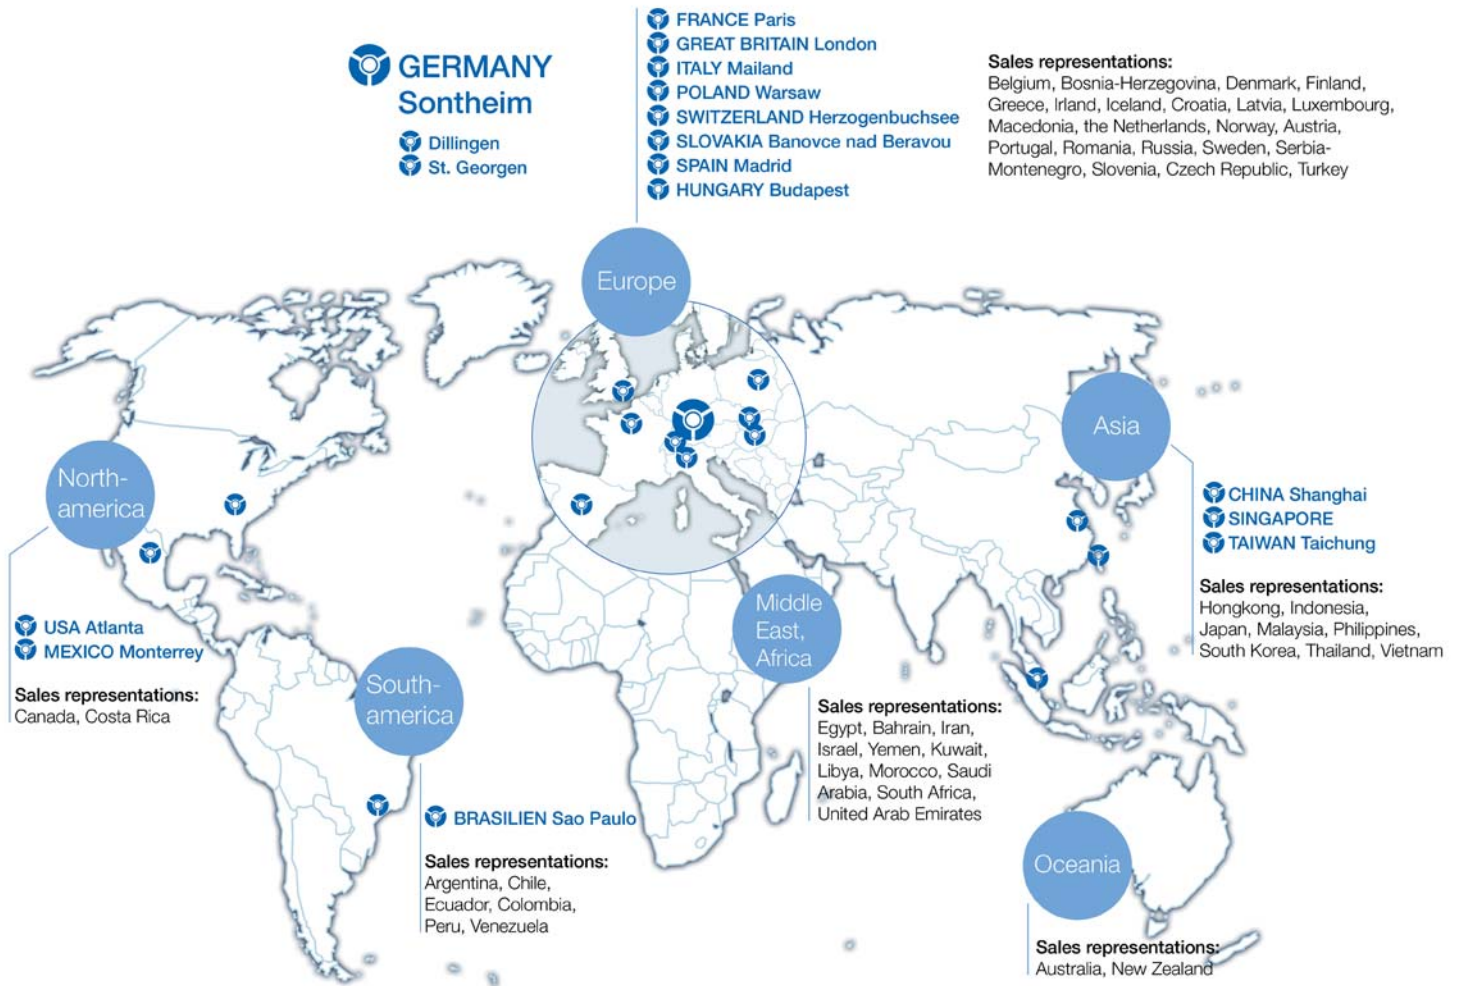 GERMANY
Sontheim
Dillingen
St. Georgen
FRANCE Paris
GREAT BRITAIN London
ITALY Mailand
POLAND Warsaw
SWITZERLAND Herzogenbuchsee
SLOVAKIA Banovce nad Beravou
SPAIN Madrid
HUNGARY Budapest
Sales representations:
Belgium, Bosnia-Herzegovina, Denmark, Finland,
Greece, Irland, Iceland, Croatia, Latvia, Luxembourg,
Macedonia, the Netherlands, Norway, Austria,
Portugal, Romania, Russia, Sweden, Serbia-
Montenegro, Slovenia, Czech Republic, Turkey
Europe
Asia
CHINA Shanghai
SINGAPORE
TAIWAN Taichung
Sales representations:
Hongkong, Indonesia,
Japan, Malaysia, Philippines,
South Korea, Thailand, Vietnam
North-
america
USA Atlanta
MEXICO Monterrey
Sales representations:
Canada, Costa Rica
South-
america
BRASILIEN Sao Paulo
Sales representations:
Argentina, Chile,
Ecuador, Colombia,
Peru, Venezuela
Middle
East,
Africa
Sales representations:
Egypt, Bahrain, Iran,
Israel, Yemen, Kuwait,
Libya, Morocco, Saudi
Arabia, South Africa,
United Arab Emirates
Oceania
Sales representations:
Australia, New Zealand